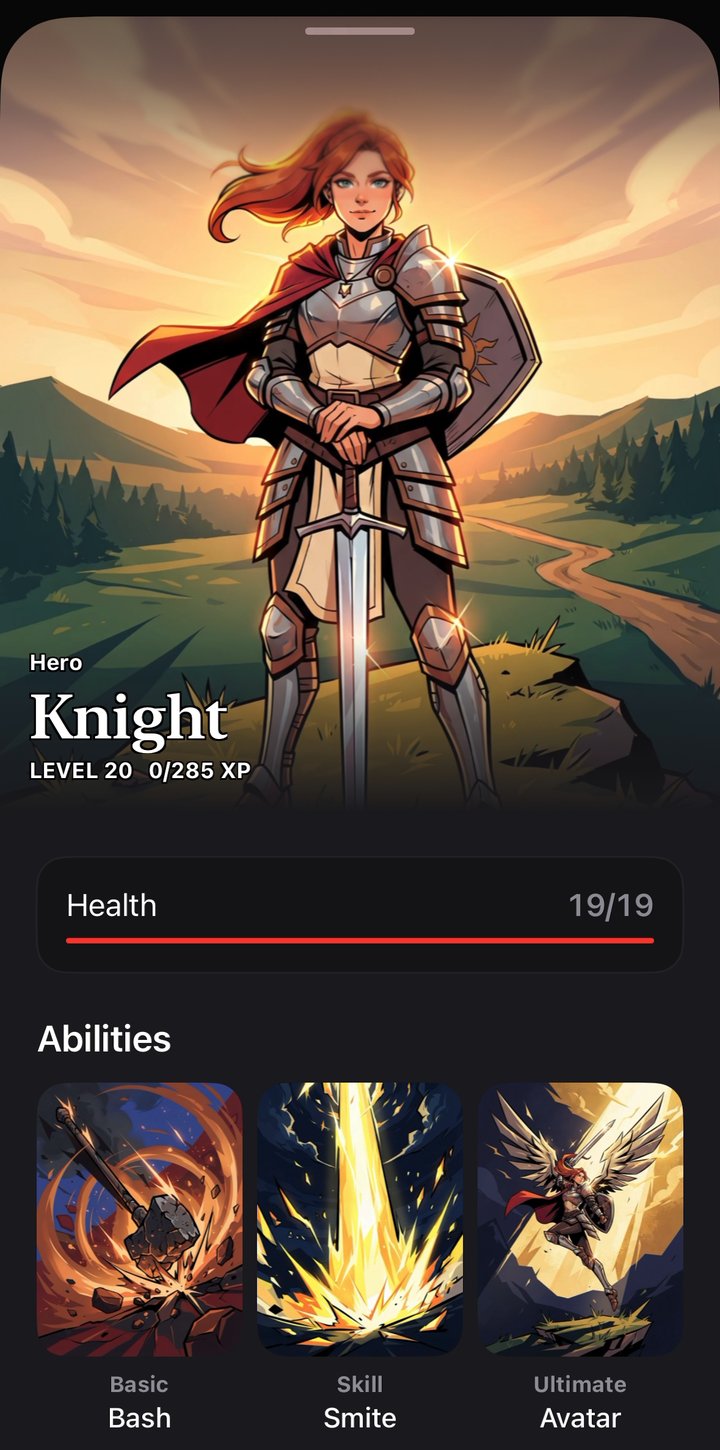 Hero
Knight
LEVEL 20 0/285 XP
Health 19/19
Abilities
Basic Skill Ultimate
Bash Smite Avatar